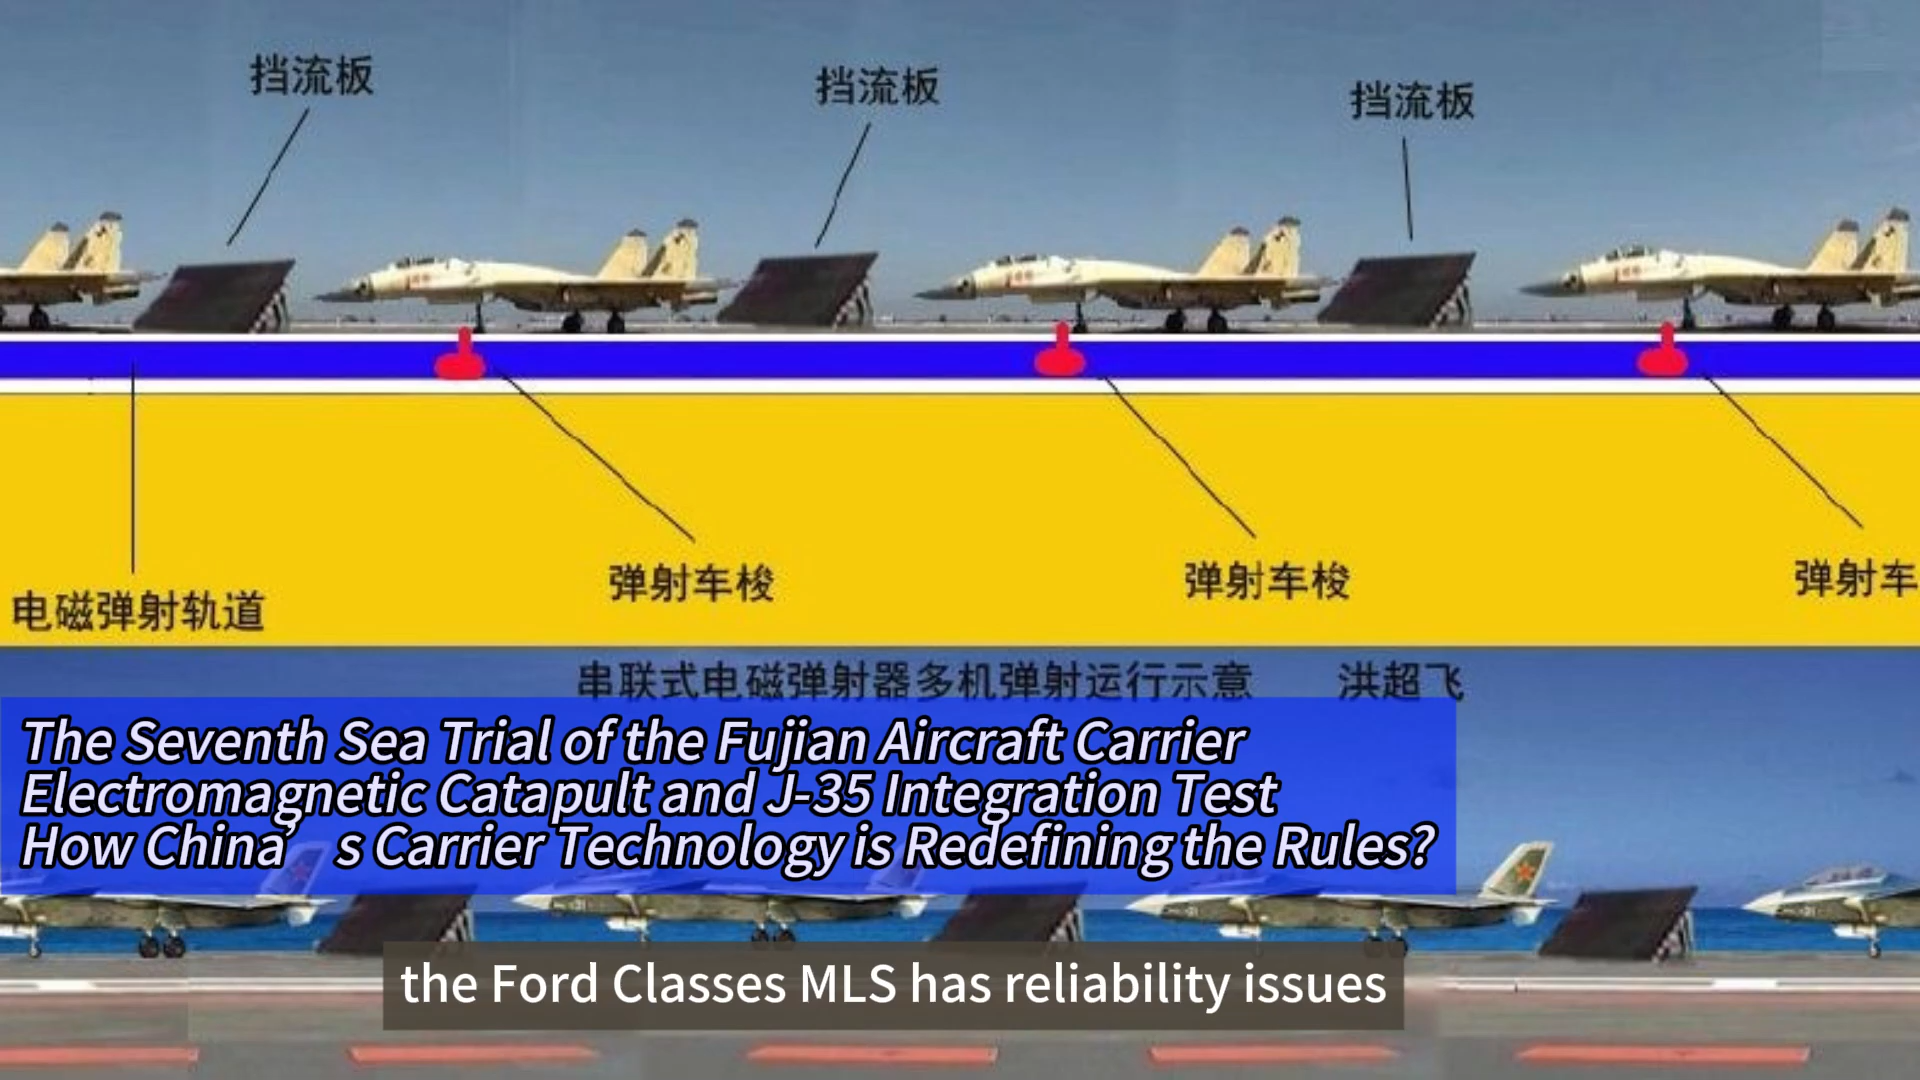 挡流板
挡流板
挡流板
弹射车梭
弹射车梭
弹射车
电磁弹射轨道
串联式电磁弹射器多机弹射运行示意 洪超飞
The Seventh Sea Trial of the Fujian Aircraft Carrier
Electromagnetic Catapult and J-35 Integration Test
How China’s Carrier Technology is Redefining the Rules?
the Ford Classes MLS has reliability issues